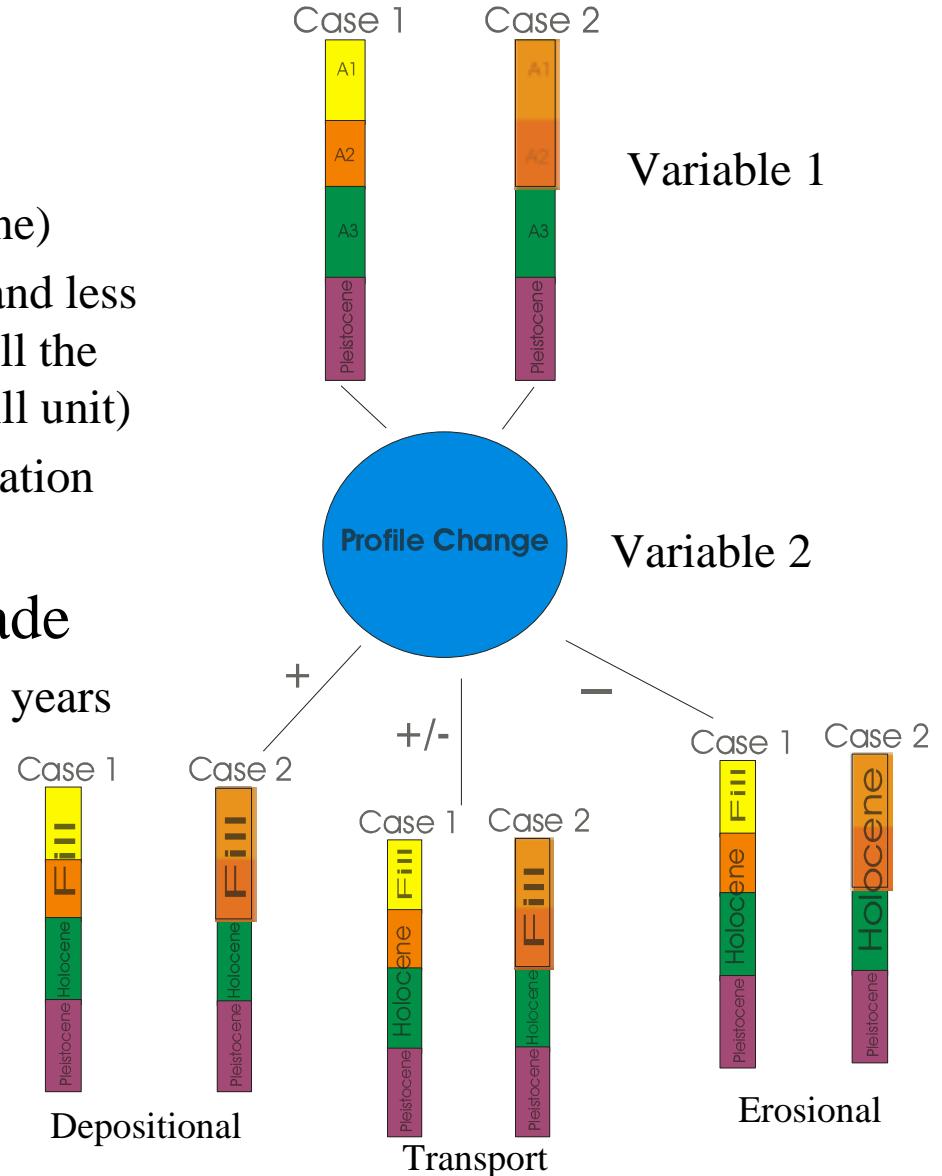 Case 1
Case 2
A1
A2
A3
Pleistocene
A1
A2
A3
Pleistocene
Variable 1
ne)
and less
ll the
ll unit)
ation
Profile Change
Variable 2
ade
years
+
+/-
−
Case 1
Case 2
Fill
Holocene
Pleistocene
Fill
Holocene
Pleistocene
Depositional
Case 1
Case 2
Fill
Holocene
Pleistocene
Fill
Holocene
Pleistocene
Transport
Case 1
Case 2
Fill
Holocene
Pleistocene
Holocene
Pleistocene
Erosional